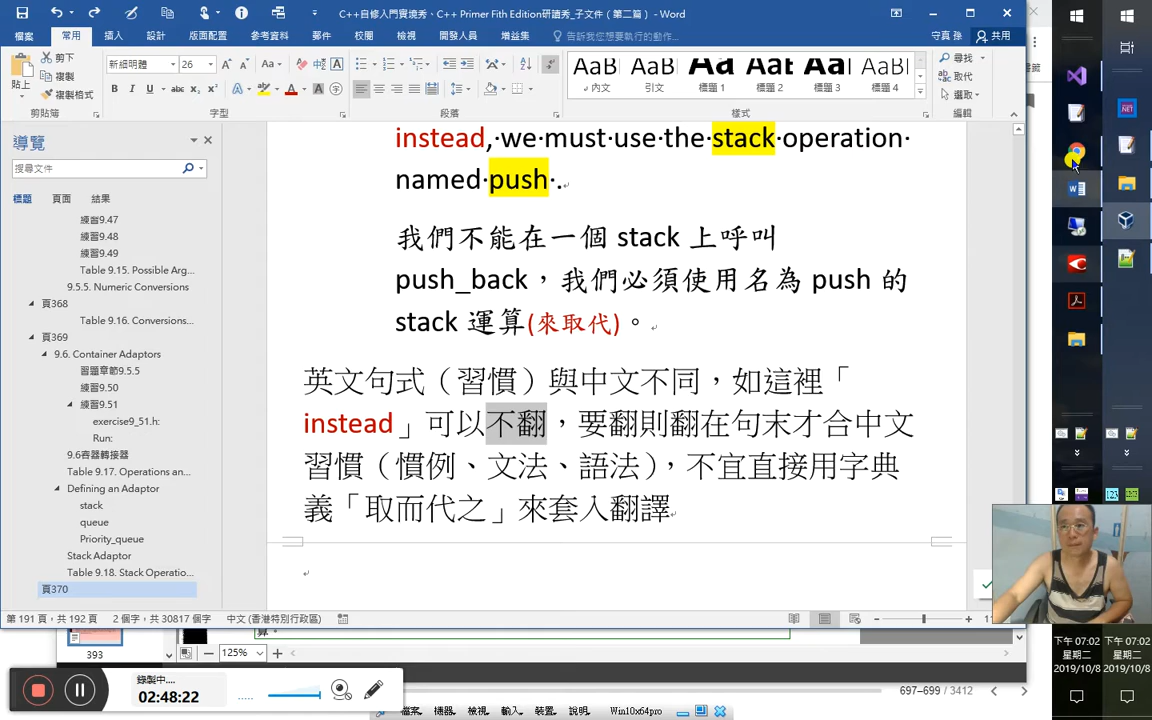 C++自修入門實境秀、C++ Primer Fith Edition研讀秀_子文件（第二篇） - Word
檔案
常用
插入
設計
版面配置
參考資料
郵件
校閱
檢視
開發人員
增益集
告訴我您想要執行的動作...
守真 孫
共用
貼上
剪下
複製
複製格式
剪貼簿
新細明體
26
字型
段落
AaB
AaB
Aa
AaE
Aal
AaB(
內文
內文
標題 1
標題 2
標題 3
標題 4
樣式
尋找
取代
選取
編輯
導覽
搜尋文件
標題
頁面
結果
練習9.47
練習9.48
練習9.49
Table 9.15. Possible Arg...
9.5.5. Numeric Conversions
頁368
Table 9.16. Conversions...
頁369
9.6. Container Adaptors
習題章節9.5.5
練習9.50
練習9.51
exercise9_51.h:
Run:
9.6容器轉接器
Table 9.17. Operations an...
Defining an Adaptor
stack
queue
Priority_queue
Stack Adaptor
Table 9.18. Stack Operatio...
頁370
instead, we must use the stack operation
named push .
我們不能在一個 stack 上呼叫
push_back，我們必須使用名為 push 的
stack 運算(來取代)。
英文句式（習慣）與中文不同，如這裡「
instead」可以不翻，要翻則翻在句末才合中文
習慣（慣例、文法、語法），不宜直接用字典
義「取而代之」來套入翻譯
第 191 頁，共 192 頁
2 個字，共 30817 個字
中文 (香港特別行政區)
393
125%
697–699 / 3412
錄製中....
02:48:22
檔案、
機器、
檢視、
輸入、
裝置、
說明、
Win10x64pro
下午 07:02
星期二
2019/10/8
下午 07:02
星期二
2019/10/8